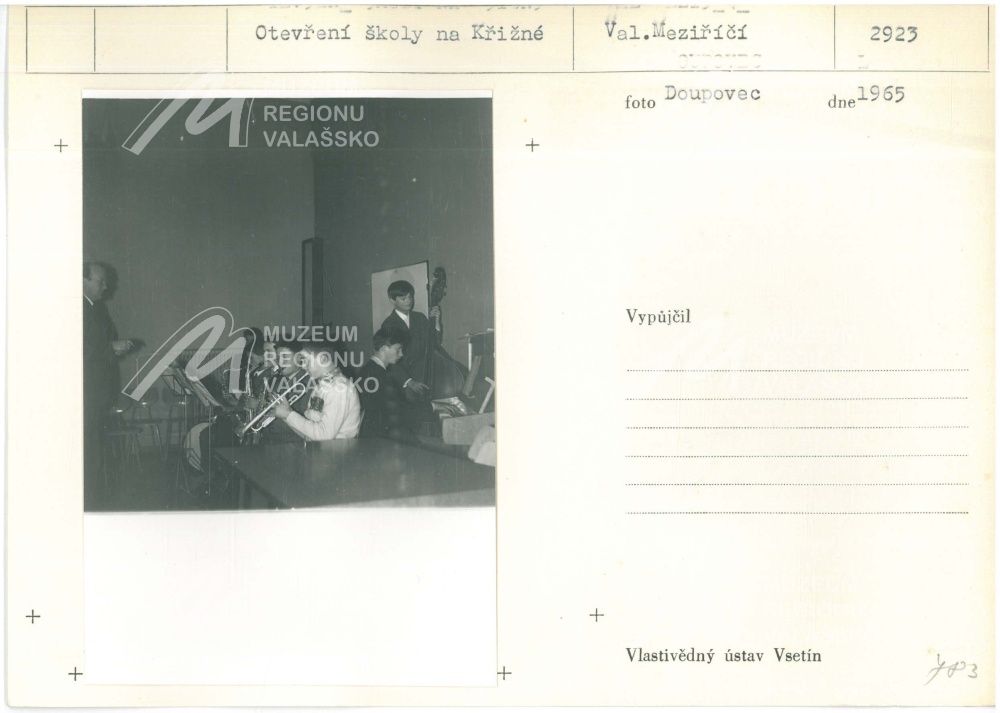 Otevření školy na Křižné
Val.Meziříčí
2923
foto Doupovec dne 1965
REGIONU
VALAŠSKO
MUZEUM
REGIONU
VALAŠSKO
Vypůjčil
Vlastivědný ústav Vsetín